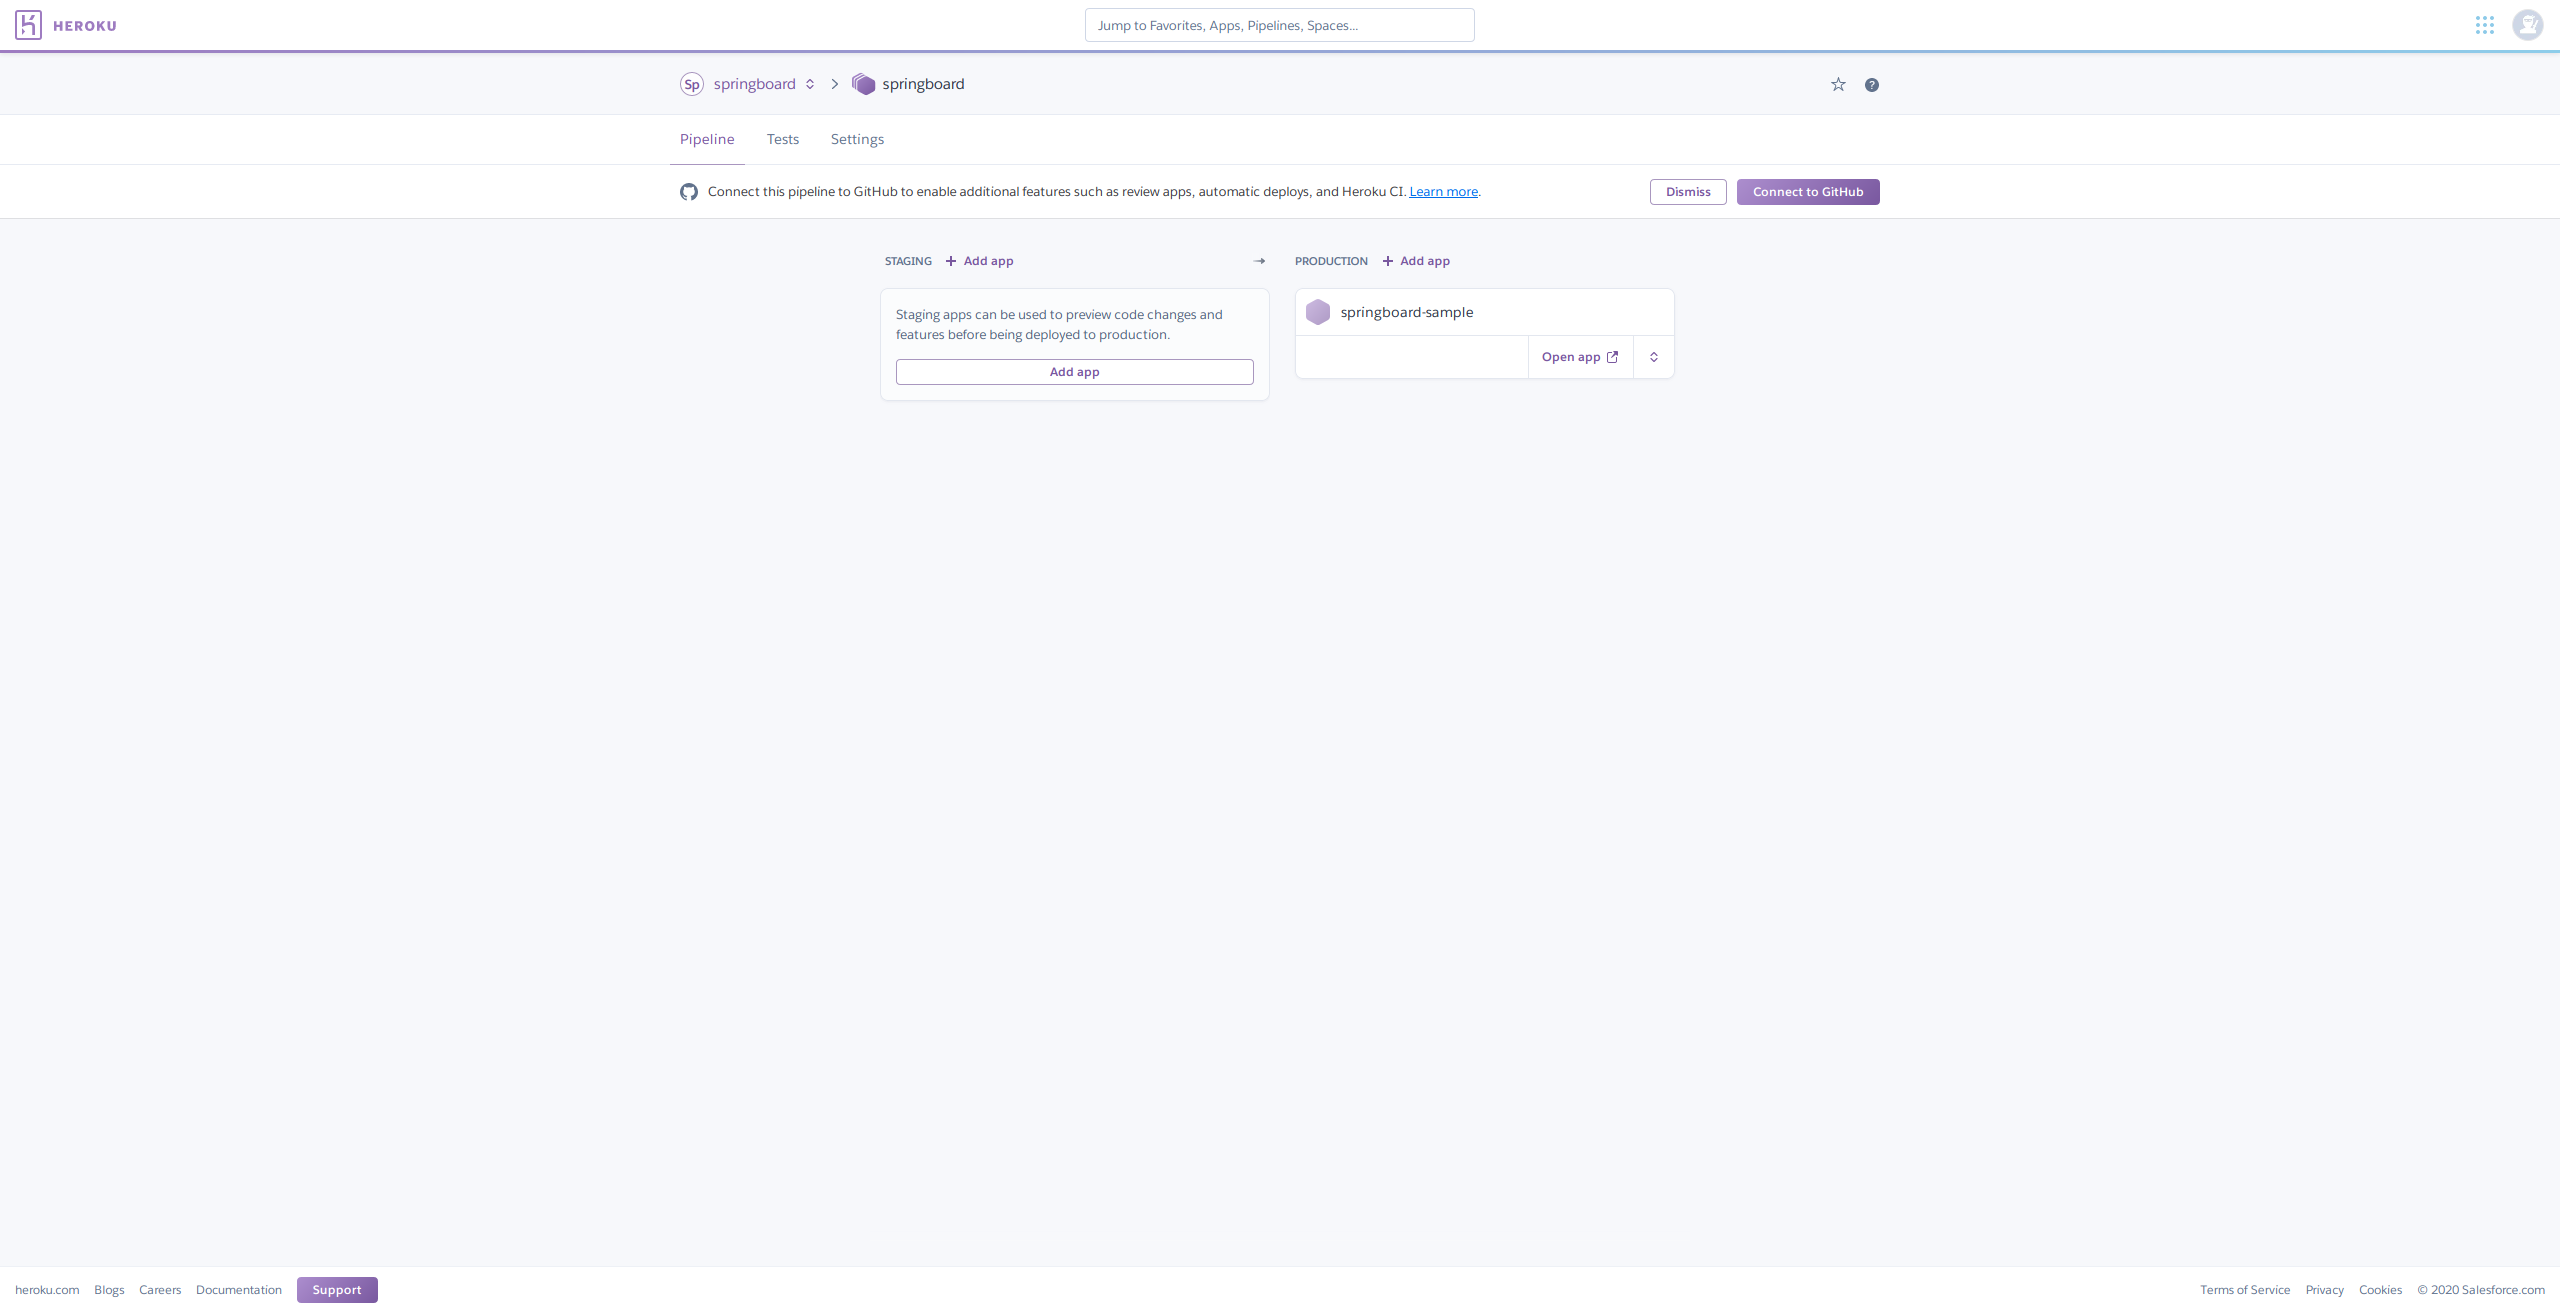 HEROKU
Jump to Favorites, Apps, Pipelines, Spaces...
Sp springboard springboard
Pipeline Tests Settings
Connect this pipeline to GitHub to enable additional features such as review apps, automatic deploys, and Heroku CI. Learn more. Dismiss Connect to GitHub
STAGING Add app PRODUCTION Add app
Staging apps can be used to preview code changes and
features before being deployed to production.
Add app
springboard-sample
Open app
heroku.com Blogs Careers Documentation Support Terms of Service Privacy Cookies © 2020 Salesforce.com